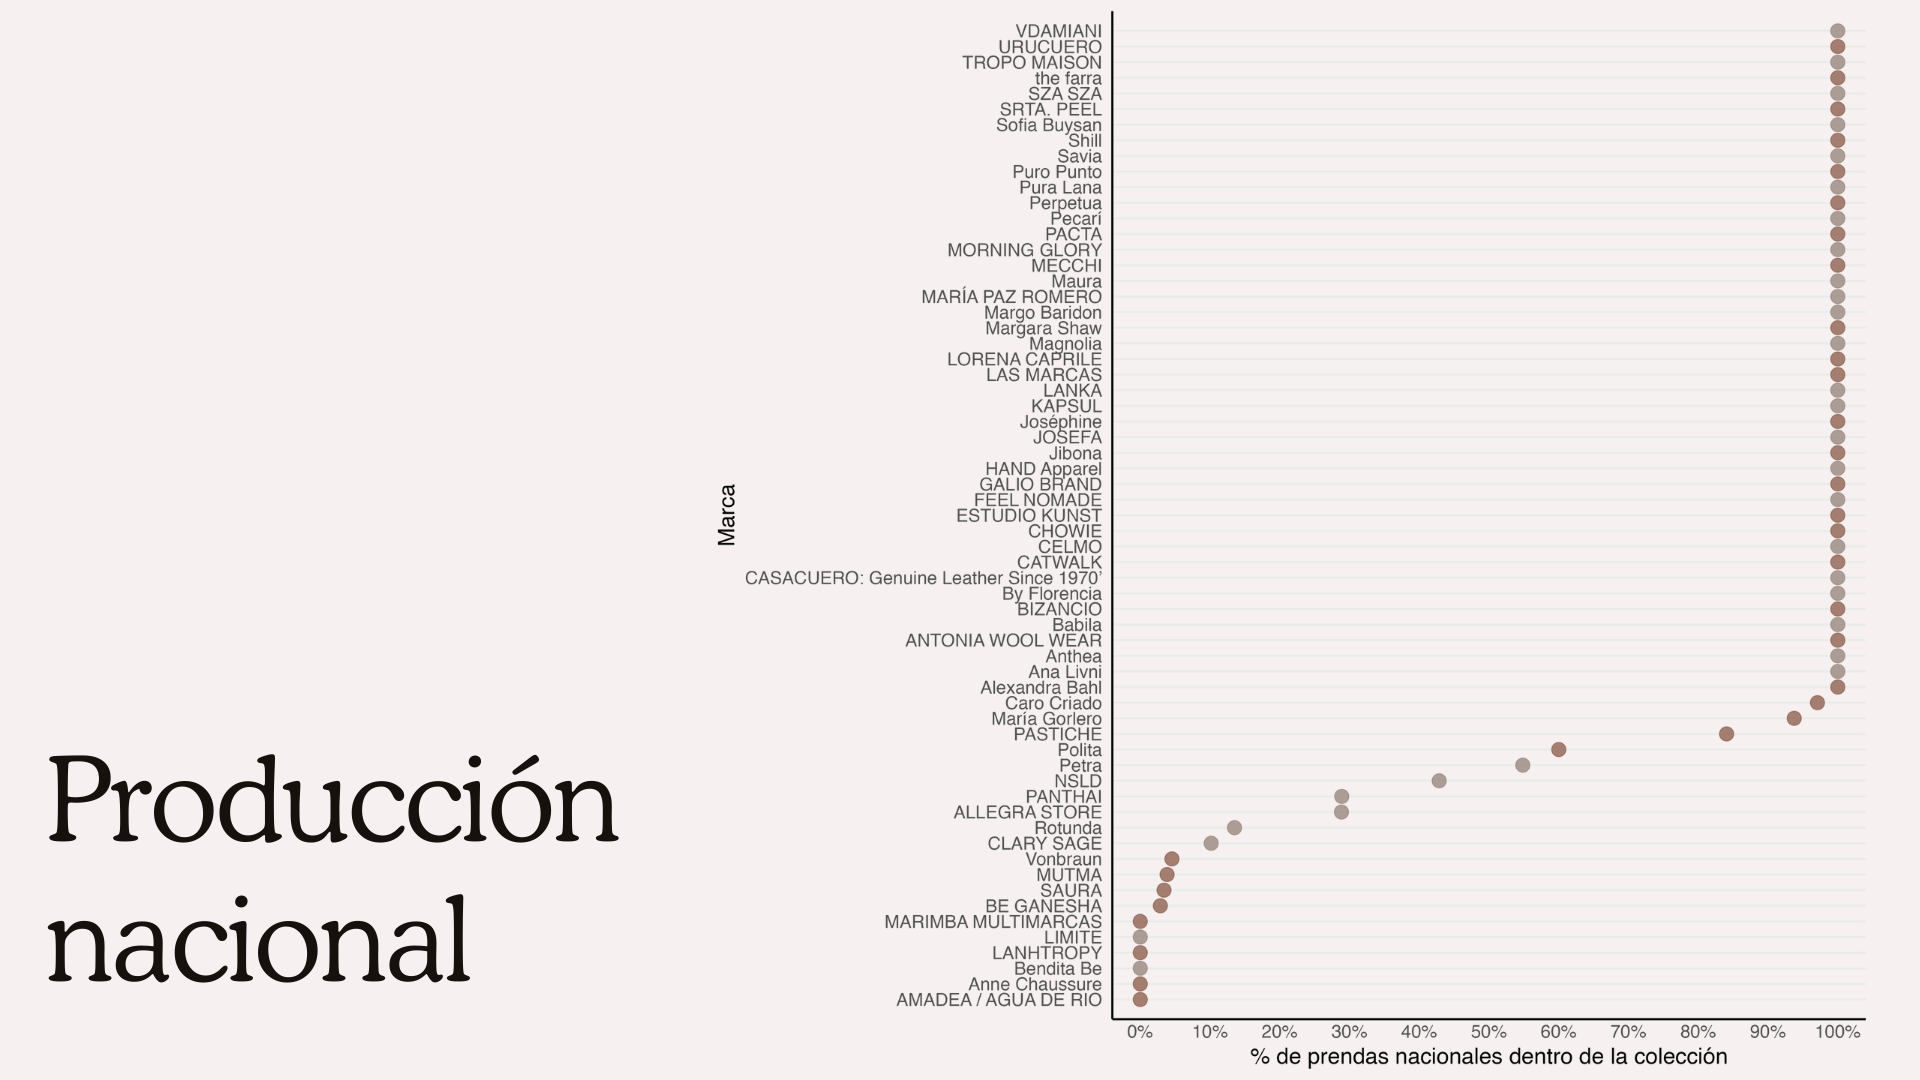 Producción
nacional
Marca
VDAMIANI
URUCUERO
TROPO MAISON
the farra
SZA SZA
SRTA. PEEL
Sofia Buysan
Shill
Savia
Puro Punto
Pura Lana
Perpetua
Pecarí
PACTA
MORNING GLORY
MECCHI
Maura
MARÍA PAZ ROMERO
Margo Baridon
Margara Shaw
Magnolia
LORENA CAPRILE
LAS MARCAS
LANKA
KAPSUL
Joséphine
JOSEFA
Jibona
HAND Apparel
GALIO BRAND
FEEL NOMADE
ESTUDIO KUNST
CHOWIE
CELMO
CATWALK
CASACUERO: Genuine Leather Since 1970’
By Florencia
BIZANCIO
Babila
ANTONIA WOOL WEAR
Anthea
Ana Livni
Alexandra Bahl
Caro Criado
María Gorlero
PASTICHE
Polita
Petra
NSLD
PANTHAI
ALLEGRA STORE
Rotunda
CLARY SAGE
Vonbraun
MUTMA
SAURA
BE GANESHA
MARIMBA MULTIMARCAS
LIMITE
LANHTROPY
Bendita Be
Anne Chaussure
AMADEA / AGUA DE RIO
0% 10% 20% 30% 40% 50% 60% 70% 80% 90% 100%
% de prendas nacionales dentro de la colección